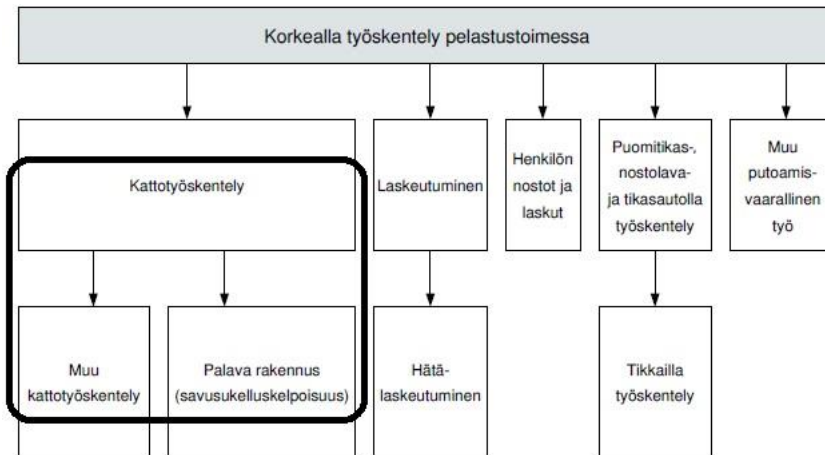 Korkealla työskentely pelastustoimessa
Kattotyöskentely
Laskeutuminen
Henkilön
nostot ja
laskut
Puomitikas-,
nostolava-
ja tikasautolla
työskentely
Muu
putoamis-
vaarallinen
työ
Muu
kattotyöskentely
Palava rakennus
(savusukelluskelpoisuus)
Hätä-
laskeutuminen
Tikkailla
työskentely